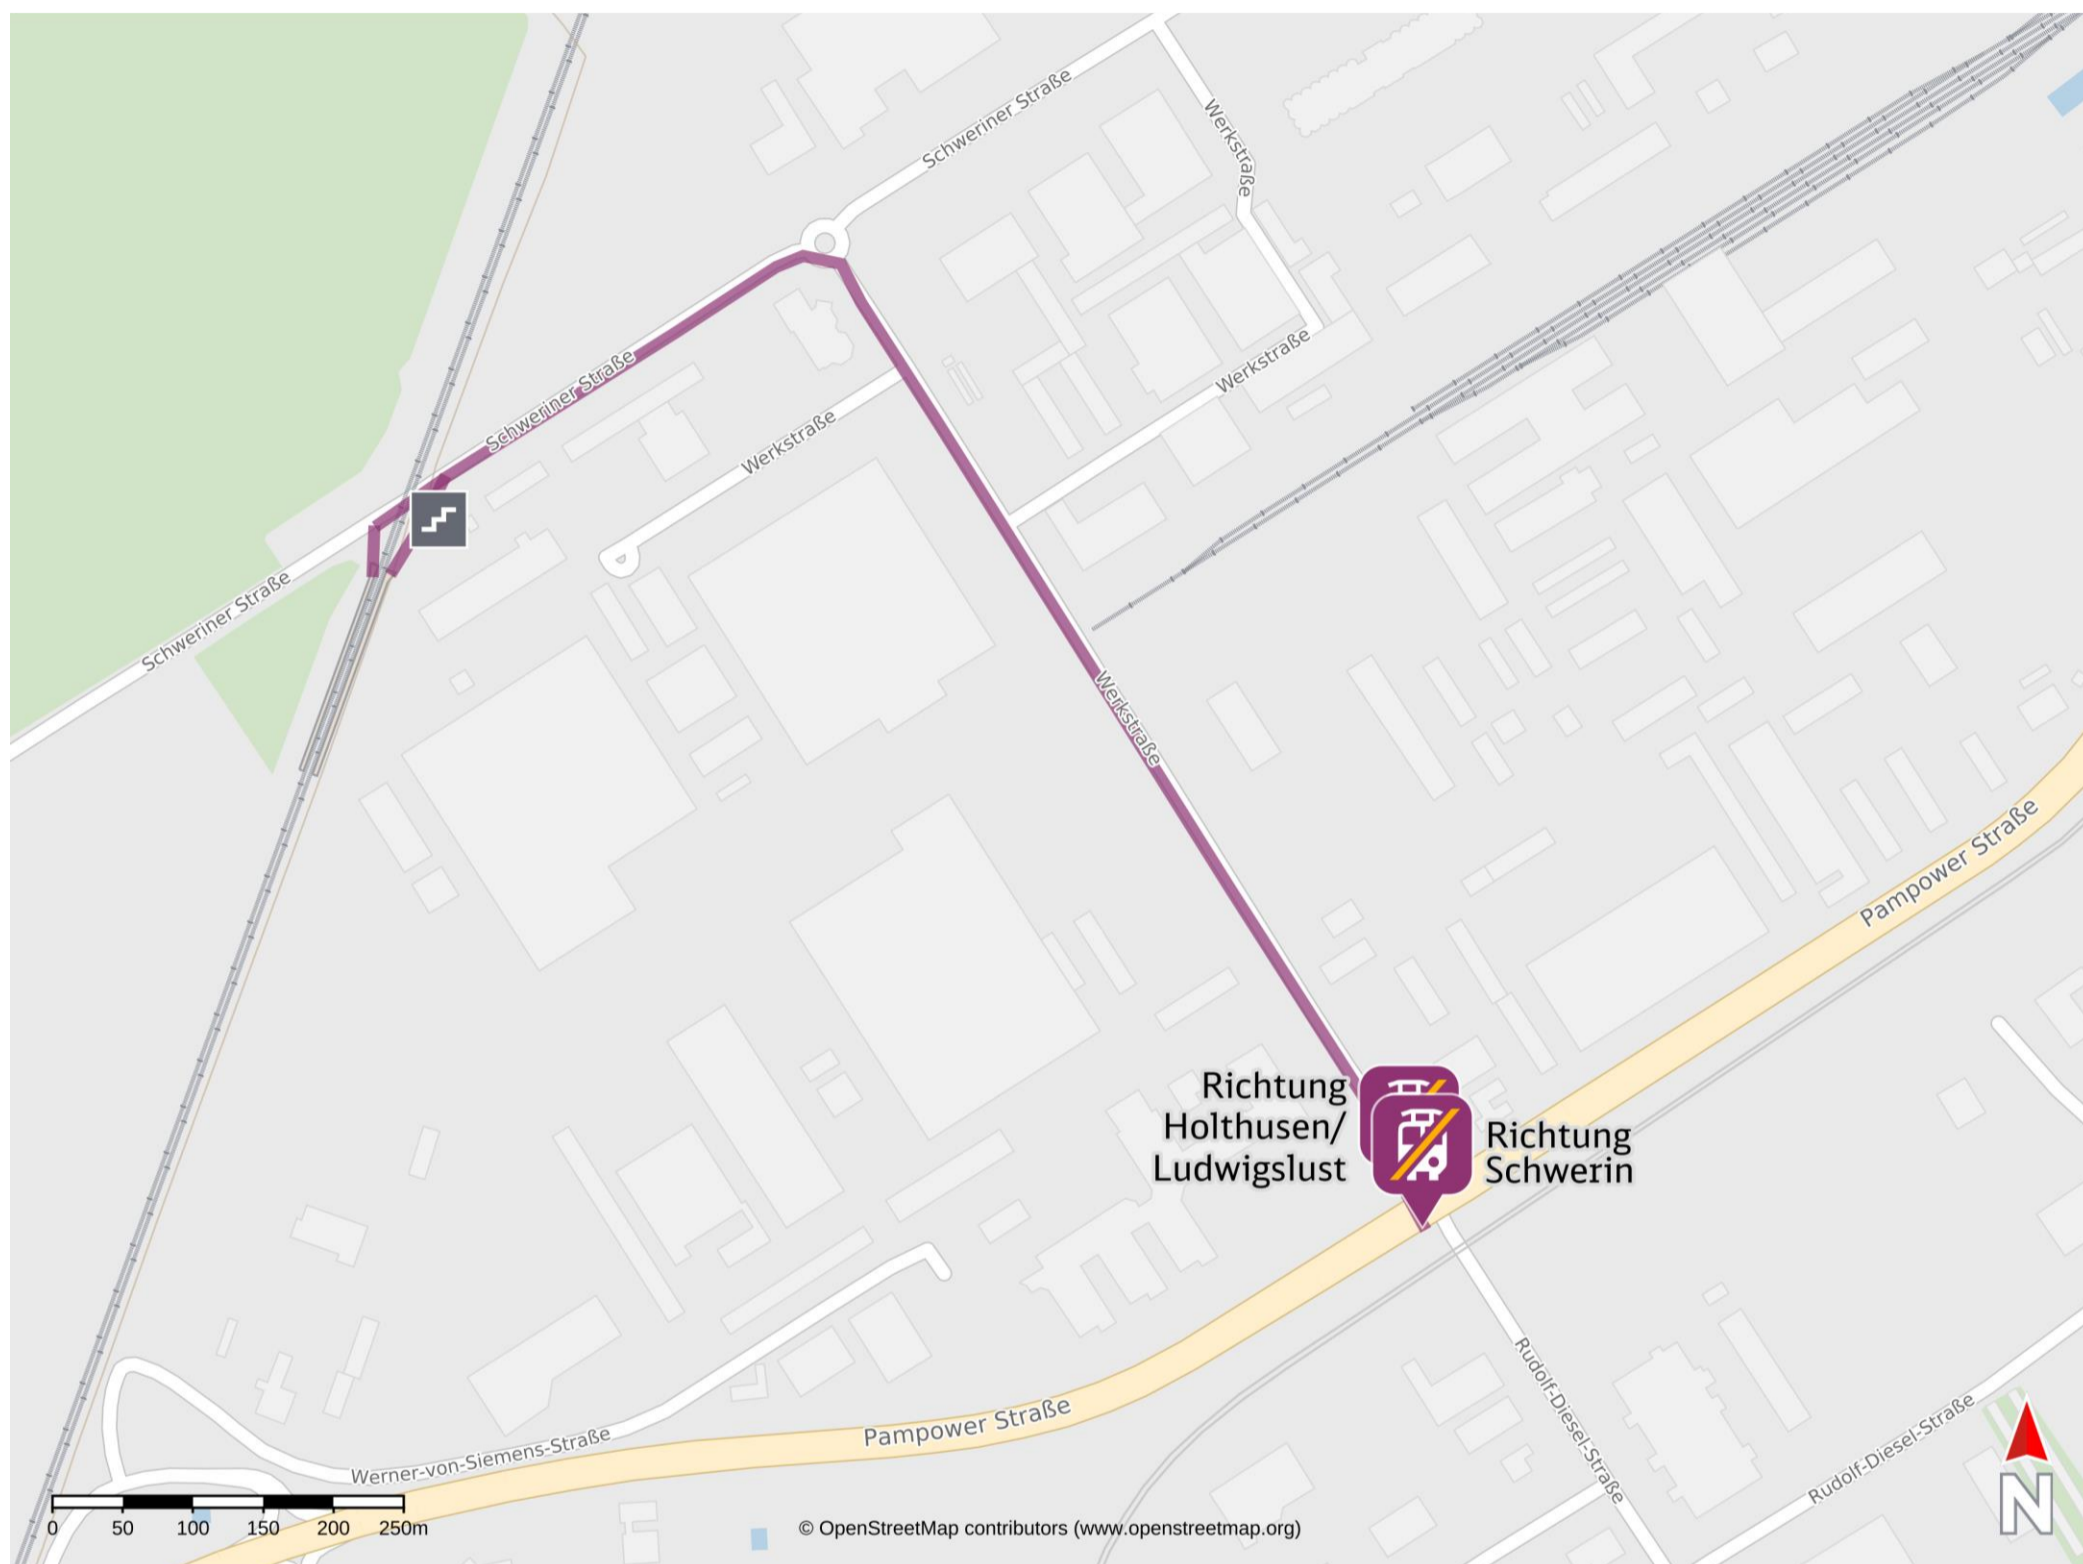 Schweriner Straße
Werkstraße
Schweriner Straße
Werkstraße
Werkstraße
Schweriner Straße
Werkstraße
Pampower Straße
Richtung
Holthusen/
Ludwigslust
Richtung
Schwerin
Rudolf-Diesel-Straße
Rudolf-Diesel-Straße
Pampower Straße
Werner-von-Siemens-Straße
0 50 100 150 200 250m
© OpenStreetMap contributors (www.openstreetmap.org)
N